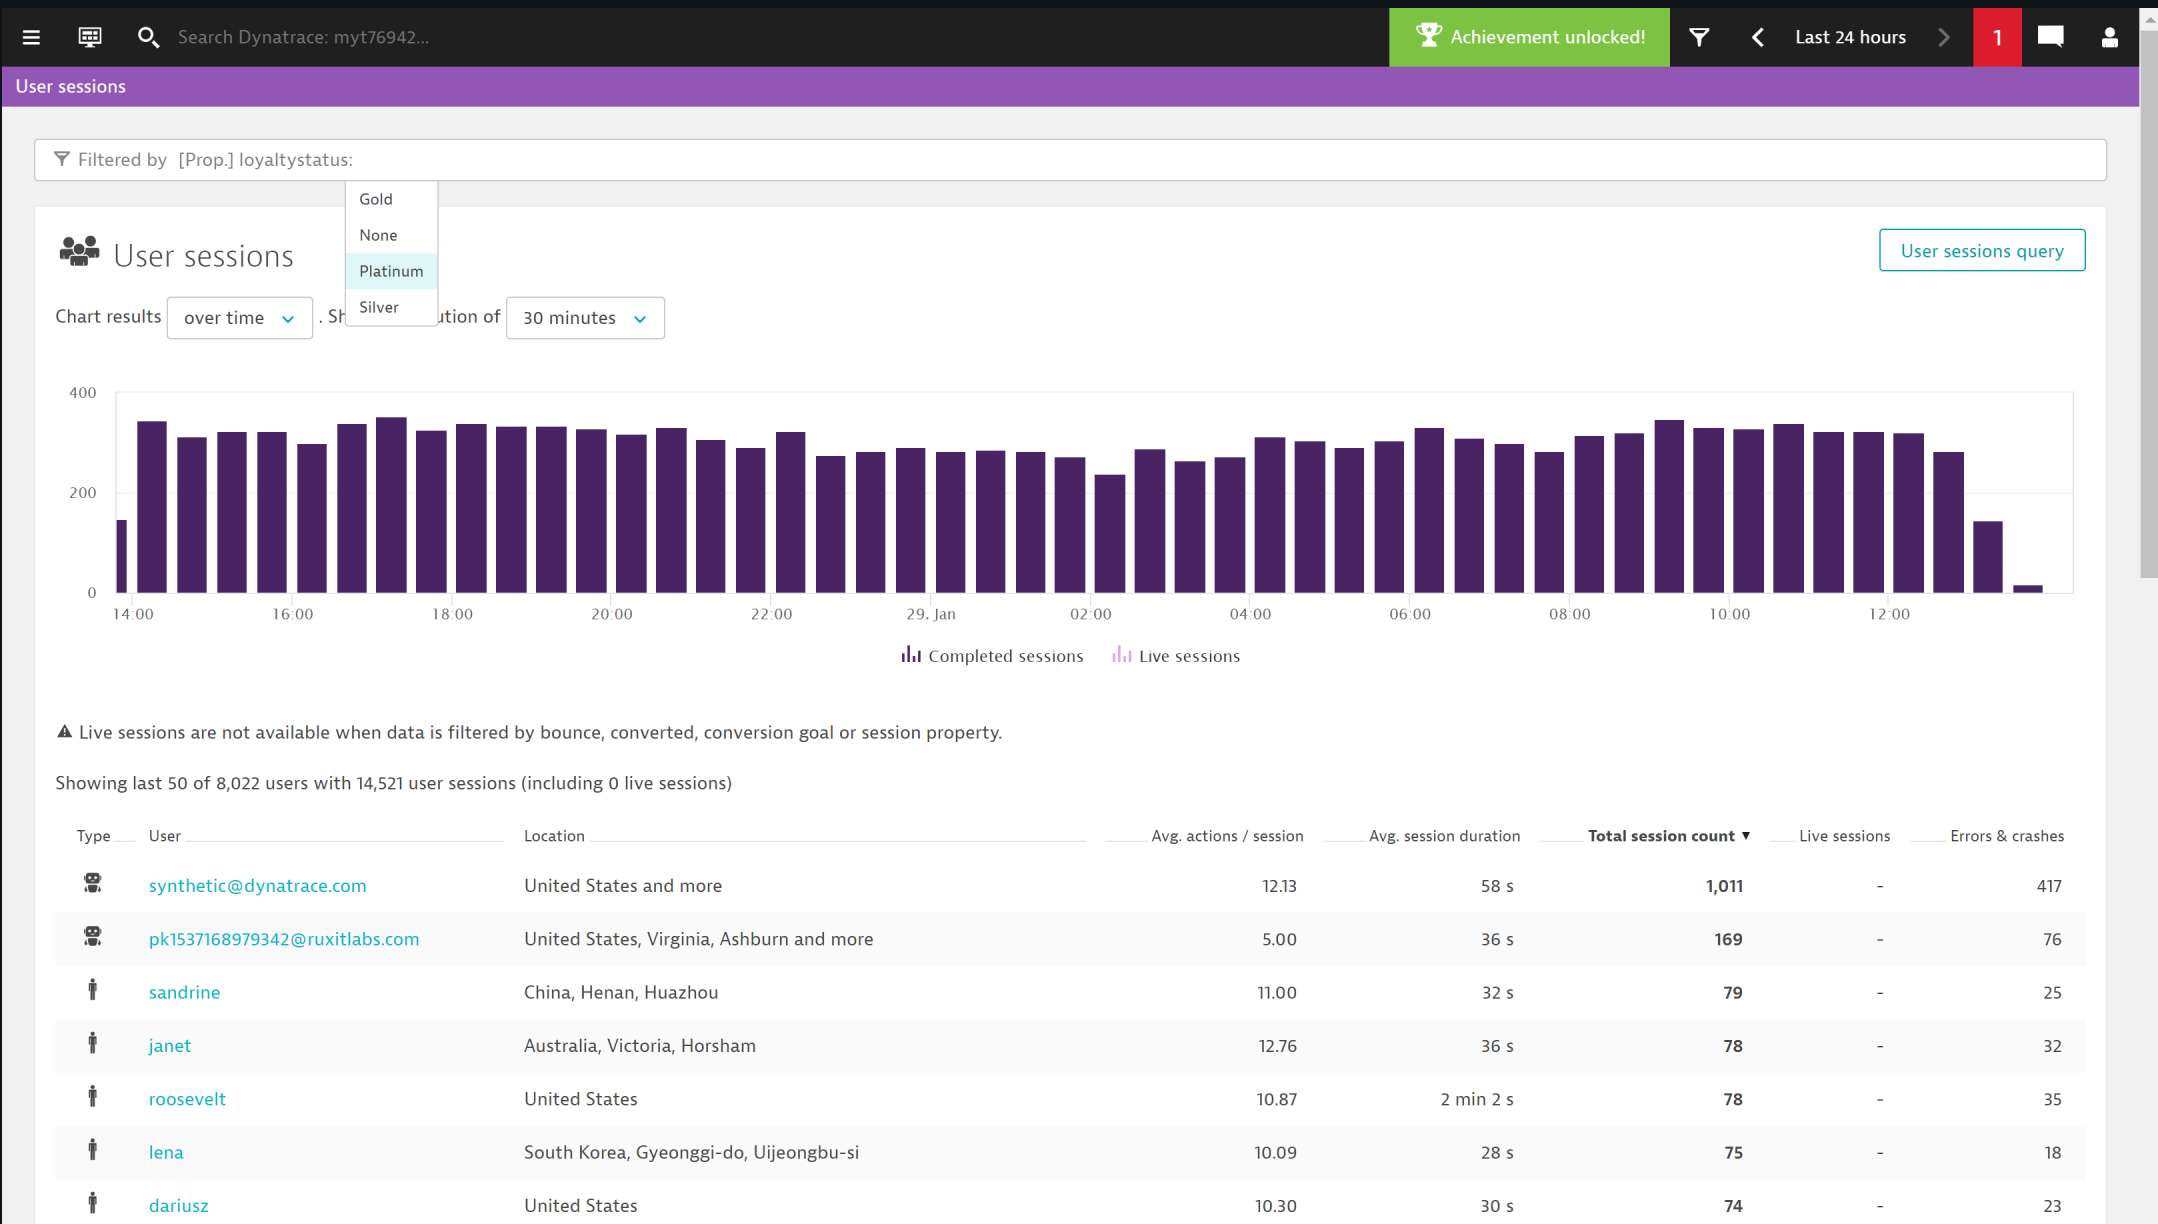 Search Dynatrace: myt76942...
Achievement unlocked!
Last 24 hours
1
User sessions
Filtered by [Prop.] loyaltystatus:
Gold
None
Platinum
Silver
User sessions
User sessions query
Chart results over time . Sh ution of 30 minutes
400
200
0
14:00 16:00 18:00 20:00 22:00 29. Jan 02:00 04:00 06:00 08:00 10:00 12:00
Completed sessions Live sessions
Live sessions are not available when data is filtered by bounce, converted, conversion goal or session property.
Showing last 50 of 8,022 users with 14,521 user sessions (including 0 live sessions)
Type User Location Avg. actions / session Avg. session duration Total session count ▼ Live sessions Errors & crashes
synthetic@dynatrace.com United States and more 12.13 58 s 1,011 - 417
pk1537168979342@ruxitlabs.com United States, Virginia, Ashburn and more 5.00 36 s 169 - 76
sandrine China, Henan, Huazhou 11.00 32 s 79 - 25
janet Australia, Victoria, Horsham 12.76 36 s 78 - 32
roosevelt United States 10.87 2 min 2 s 78 - 35
lena South Korea, Gyeonggi-do, Uijeongbu-si 10.09 28 s 75 - 18
dariusz United States 10.30 30 s 74 - 23